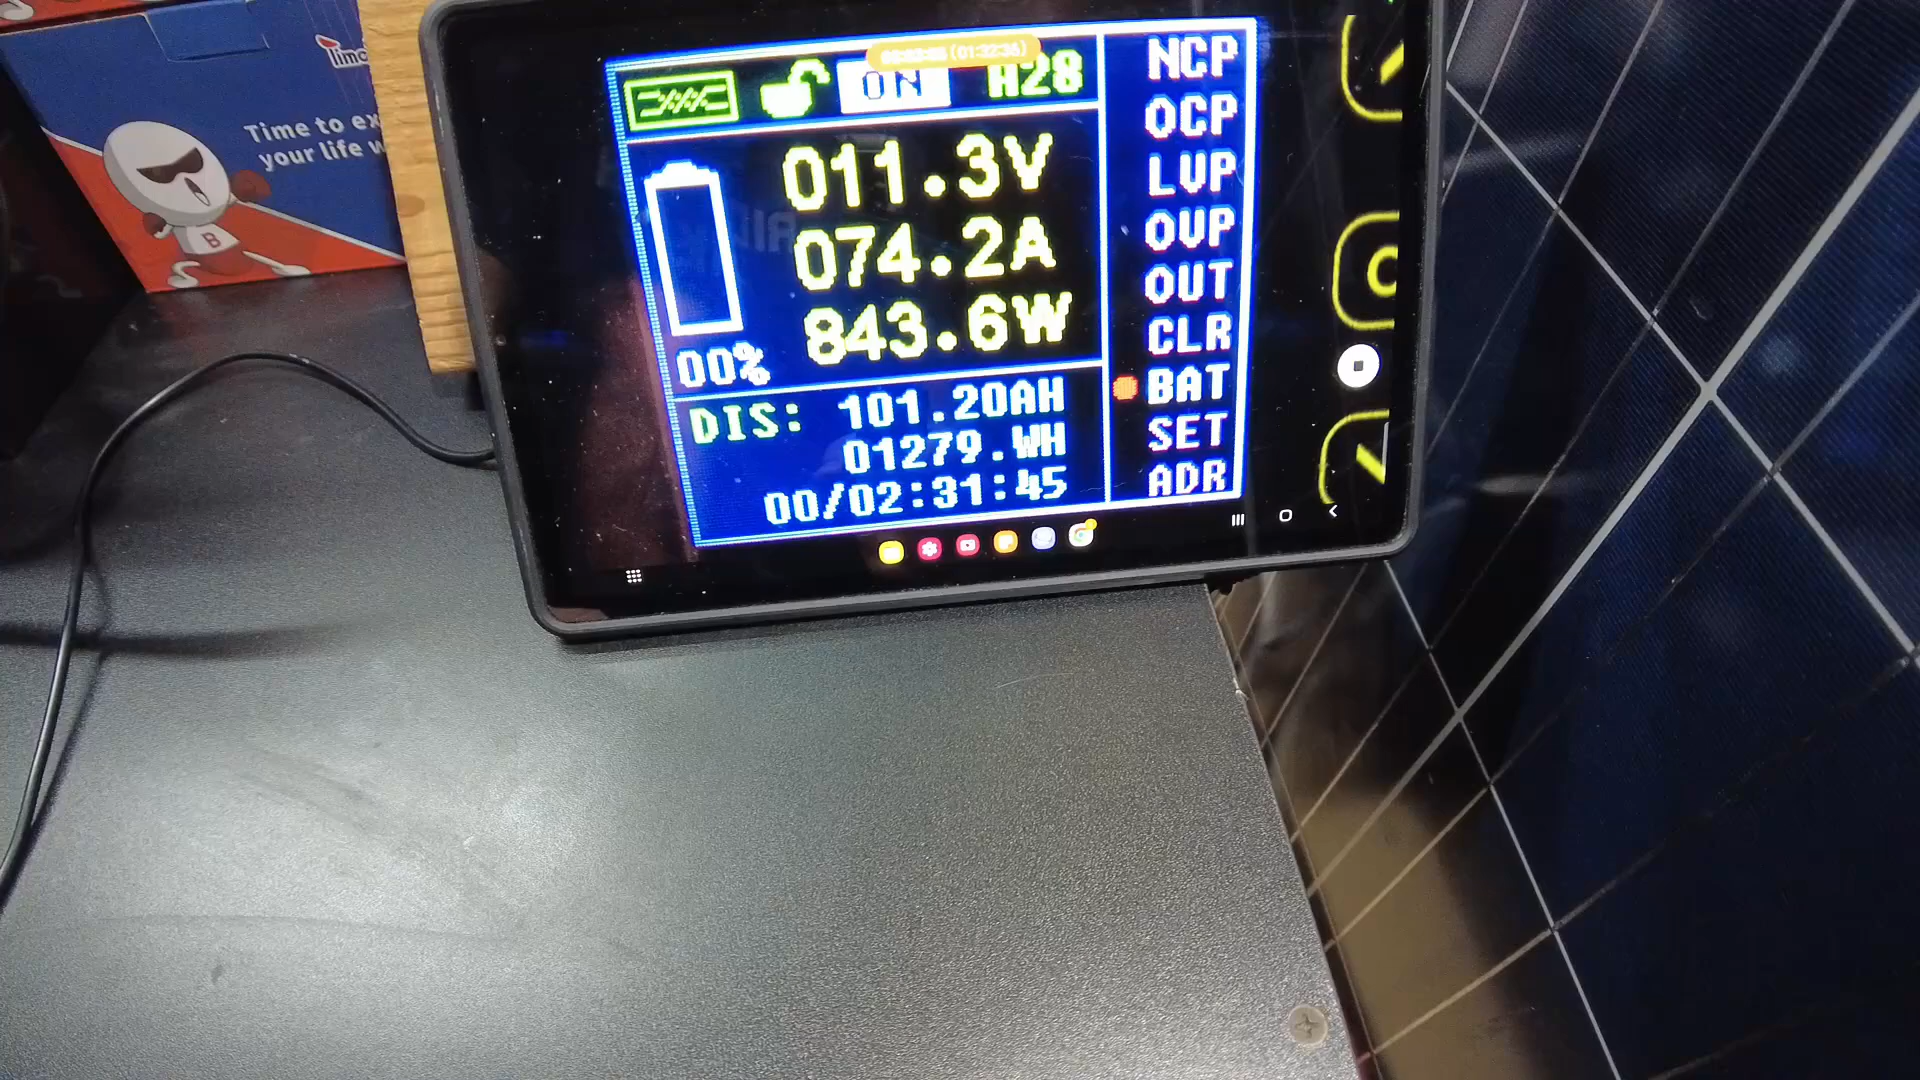 Time to ex
your life w
B
ON
011.3V
074.2A
843.6W
00%
DIS: 101.20AH
01279.WH
00/02:31:45
NCP
OCP
LVP
OVP
OUT
CLR
BAT
SET
ADR